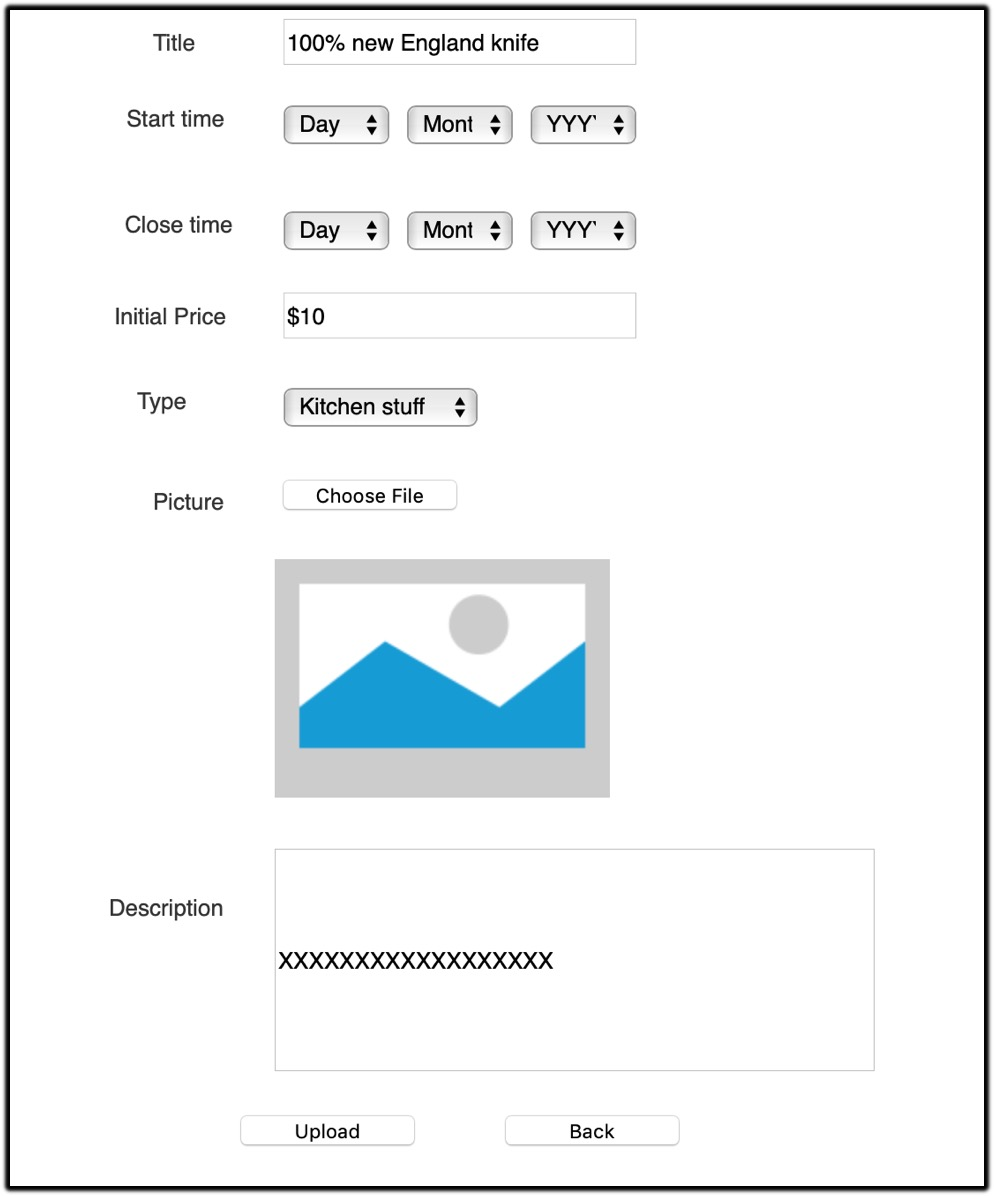 Title 100% new England knife
Start time Day Mont YYY'
Close time Day Mont YYY'
Initial Price $10
Type Kitchen stuff
Picture Choose File
Description
XXXXXXXXXXXXXXXXXX
Upload Back